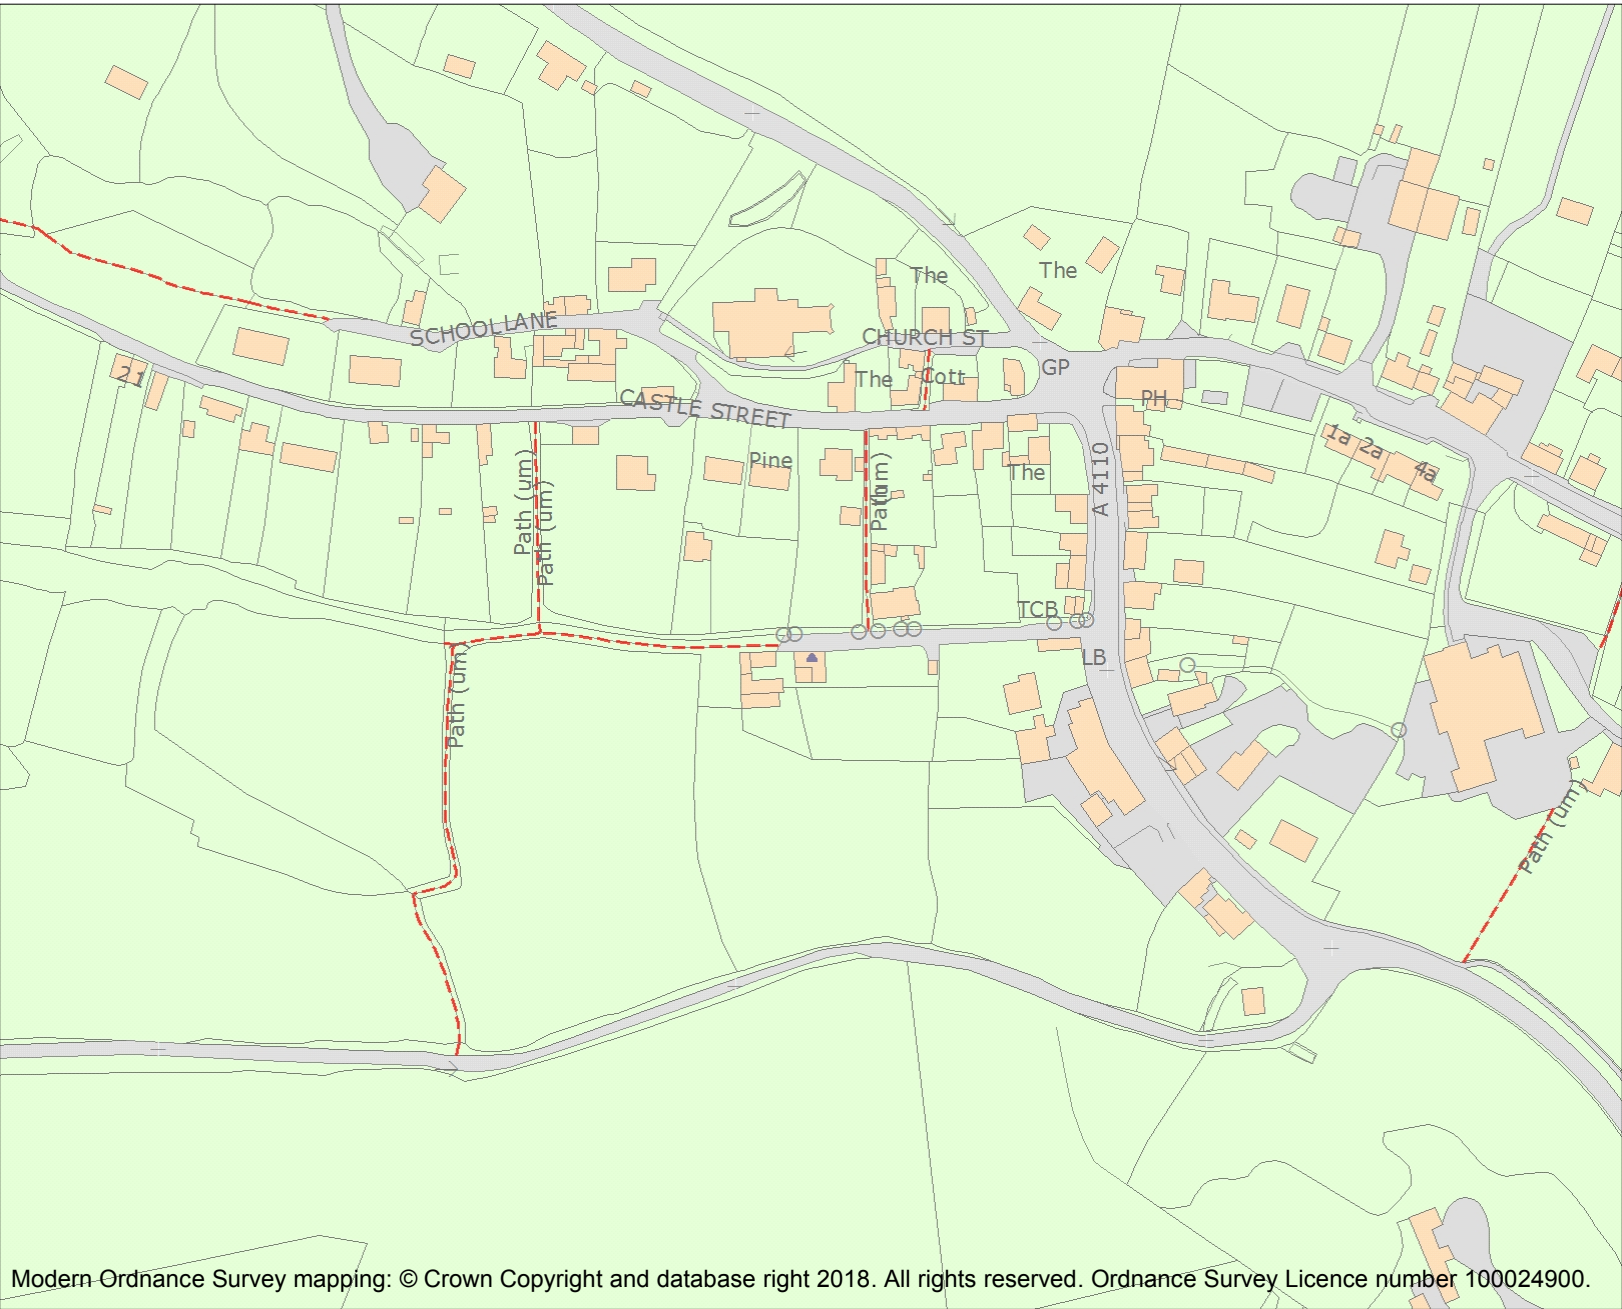 The
The
SCHOOL LANE
CHURCH ST
GP
21
The
Cott
CASTLE STREET
PH
1a 2a
4a
Pine
The
A 4110
Path (um)
Path (um)
TCB
LB
Path (um)
Path (um)
Modern Ordnance Survey mapping: © Crown Copyright and database right 2018. All rights reserved. Ordnance Survey Licence number 100024900.